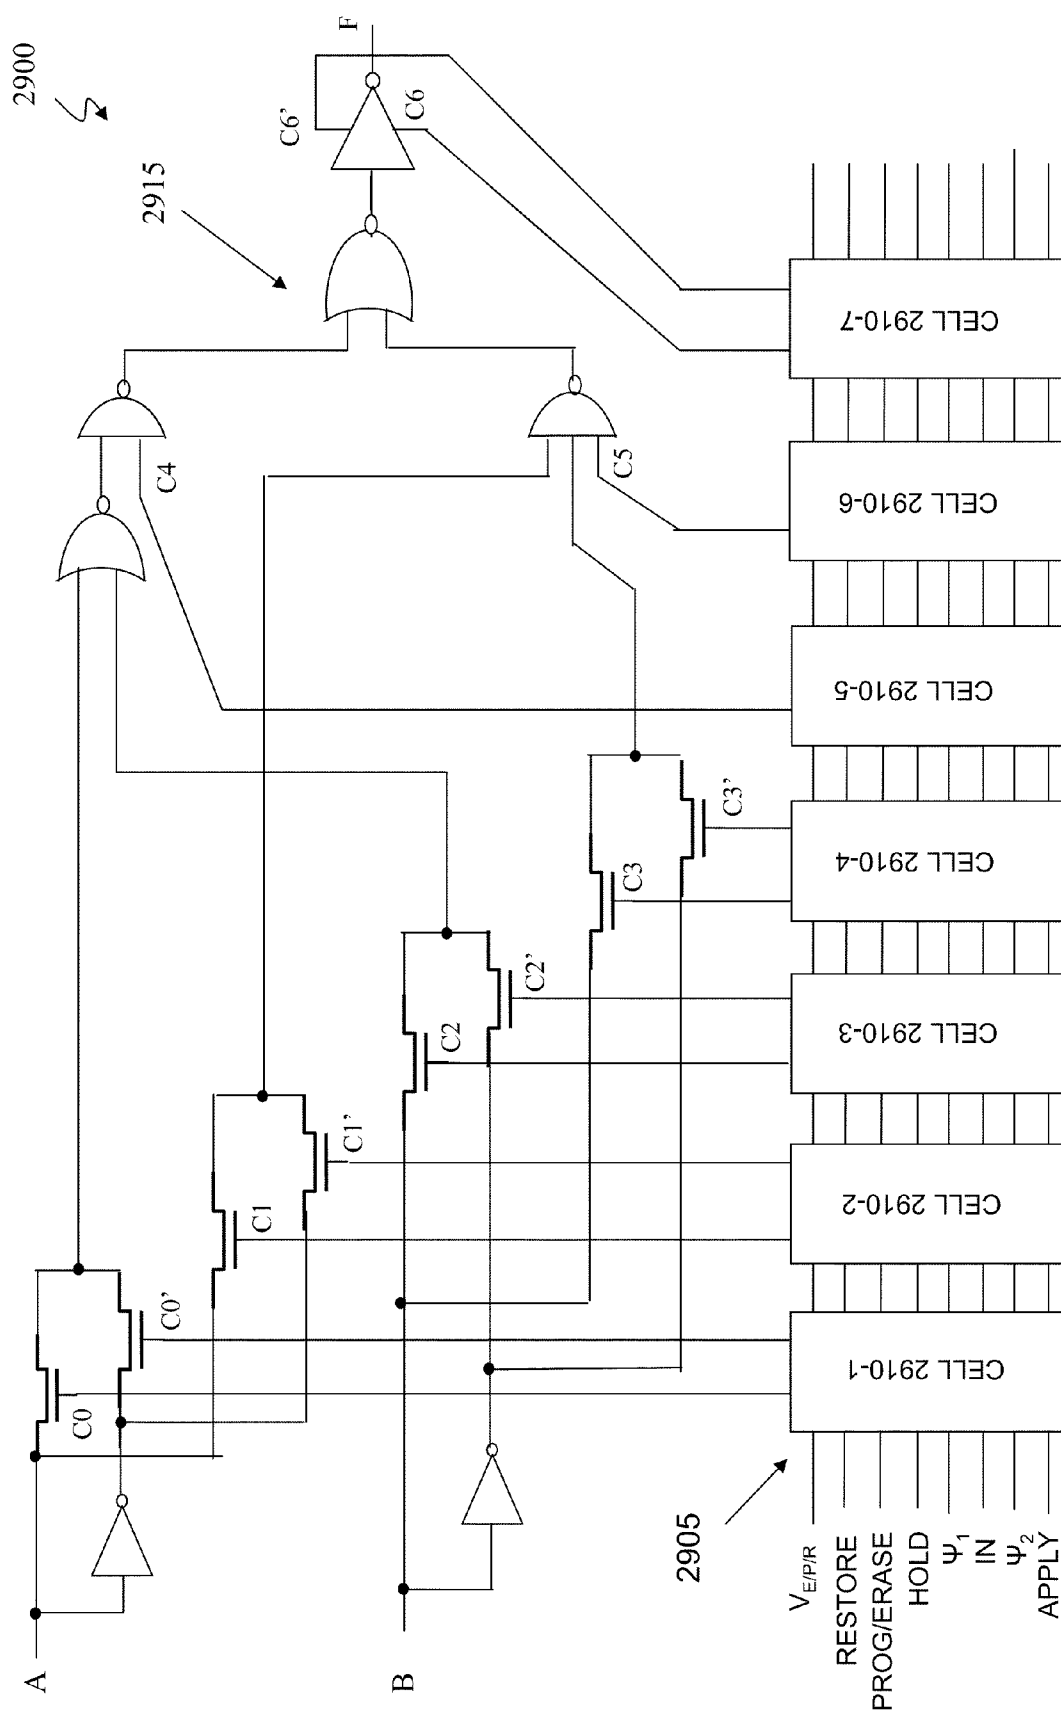 2900
A
B
F
2915
C0
C0'
C1
C1'
C2
C2'
C3
C3'
C4
C5
C6
C6'
2905
V_{E/P/R}
RESTORE
PROG/ERASE
HOLD
Ψ_1
IN
Ψ_2
APPLY
CELL 2910-1
CELL 2910-2
CELL 2910-3
CELL 2910-4
CELL 2910-5
CELL 2910-6
CELL 2910-7